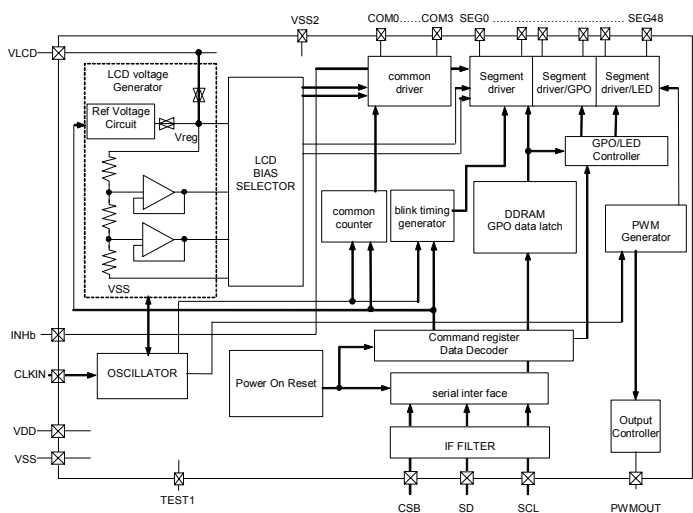 VSS2
COM0......COM3 SEG0 ........................ SEG48
VLCD
LCD voltage
Generator
Ref Voltage
Circuit
Vreg
VSS
LCD
BIAS
SELECTOR
common
driver
Segment
driver
Segment
driver/GPO
Segment
driver/LED
GPO/LED
Controller
common
counter
blink timing
generator
DDRAM
GPO data latch
PWM
Generator
INHb
CLKIN
OSCILLATOR
Power On Reset
Command register
Data Decoder
serial inter face
IF FILTER
Output
Controller
VDD
VSS
TEST1
CSB
SD
SCL
PWMOUT